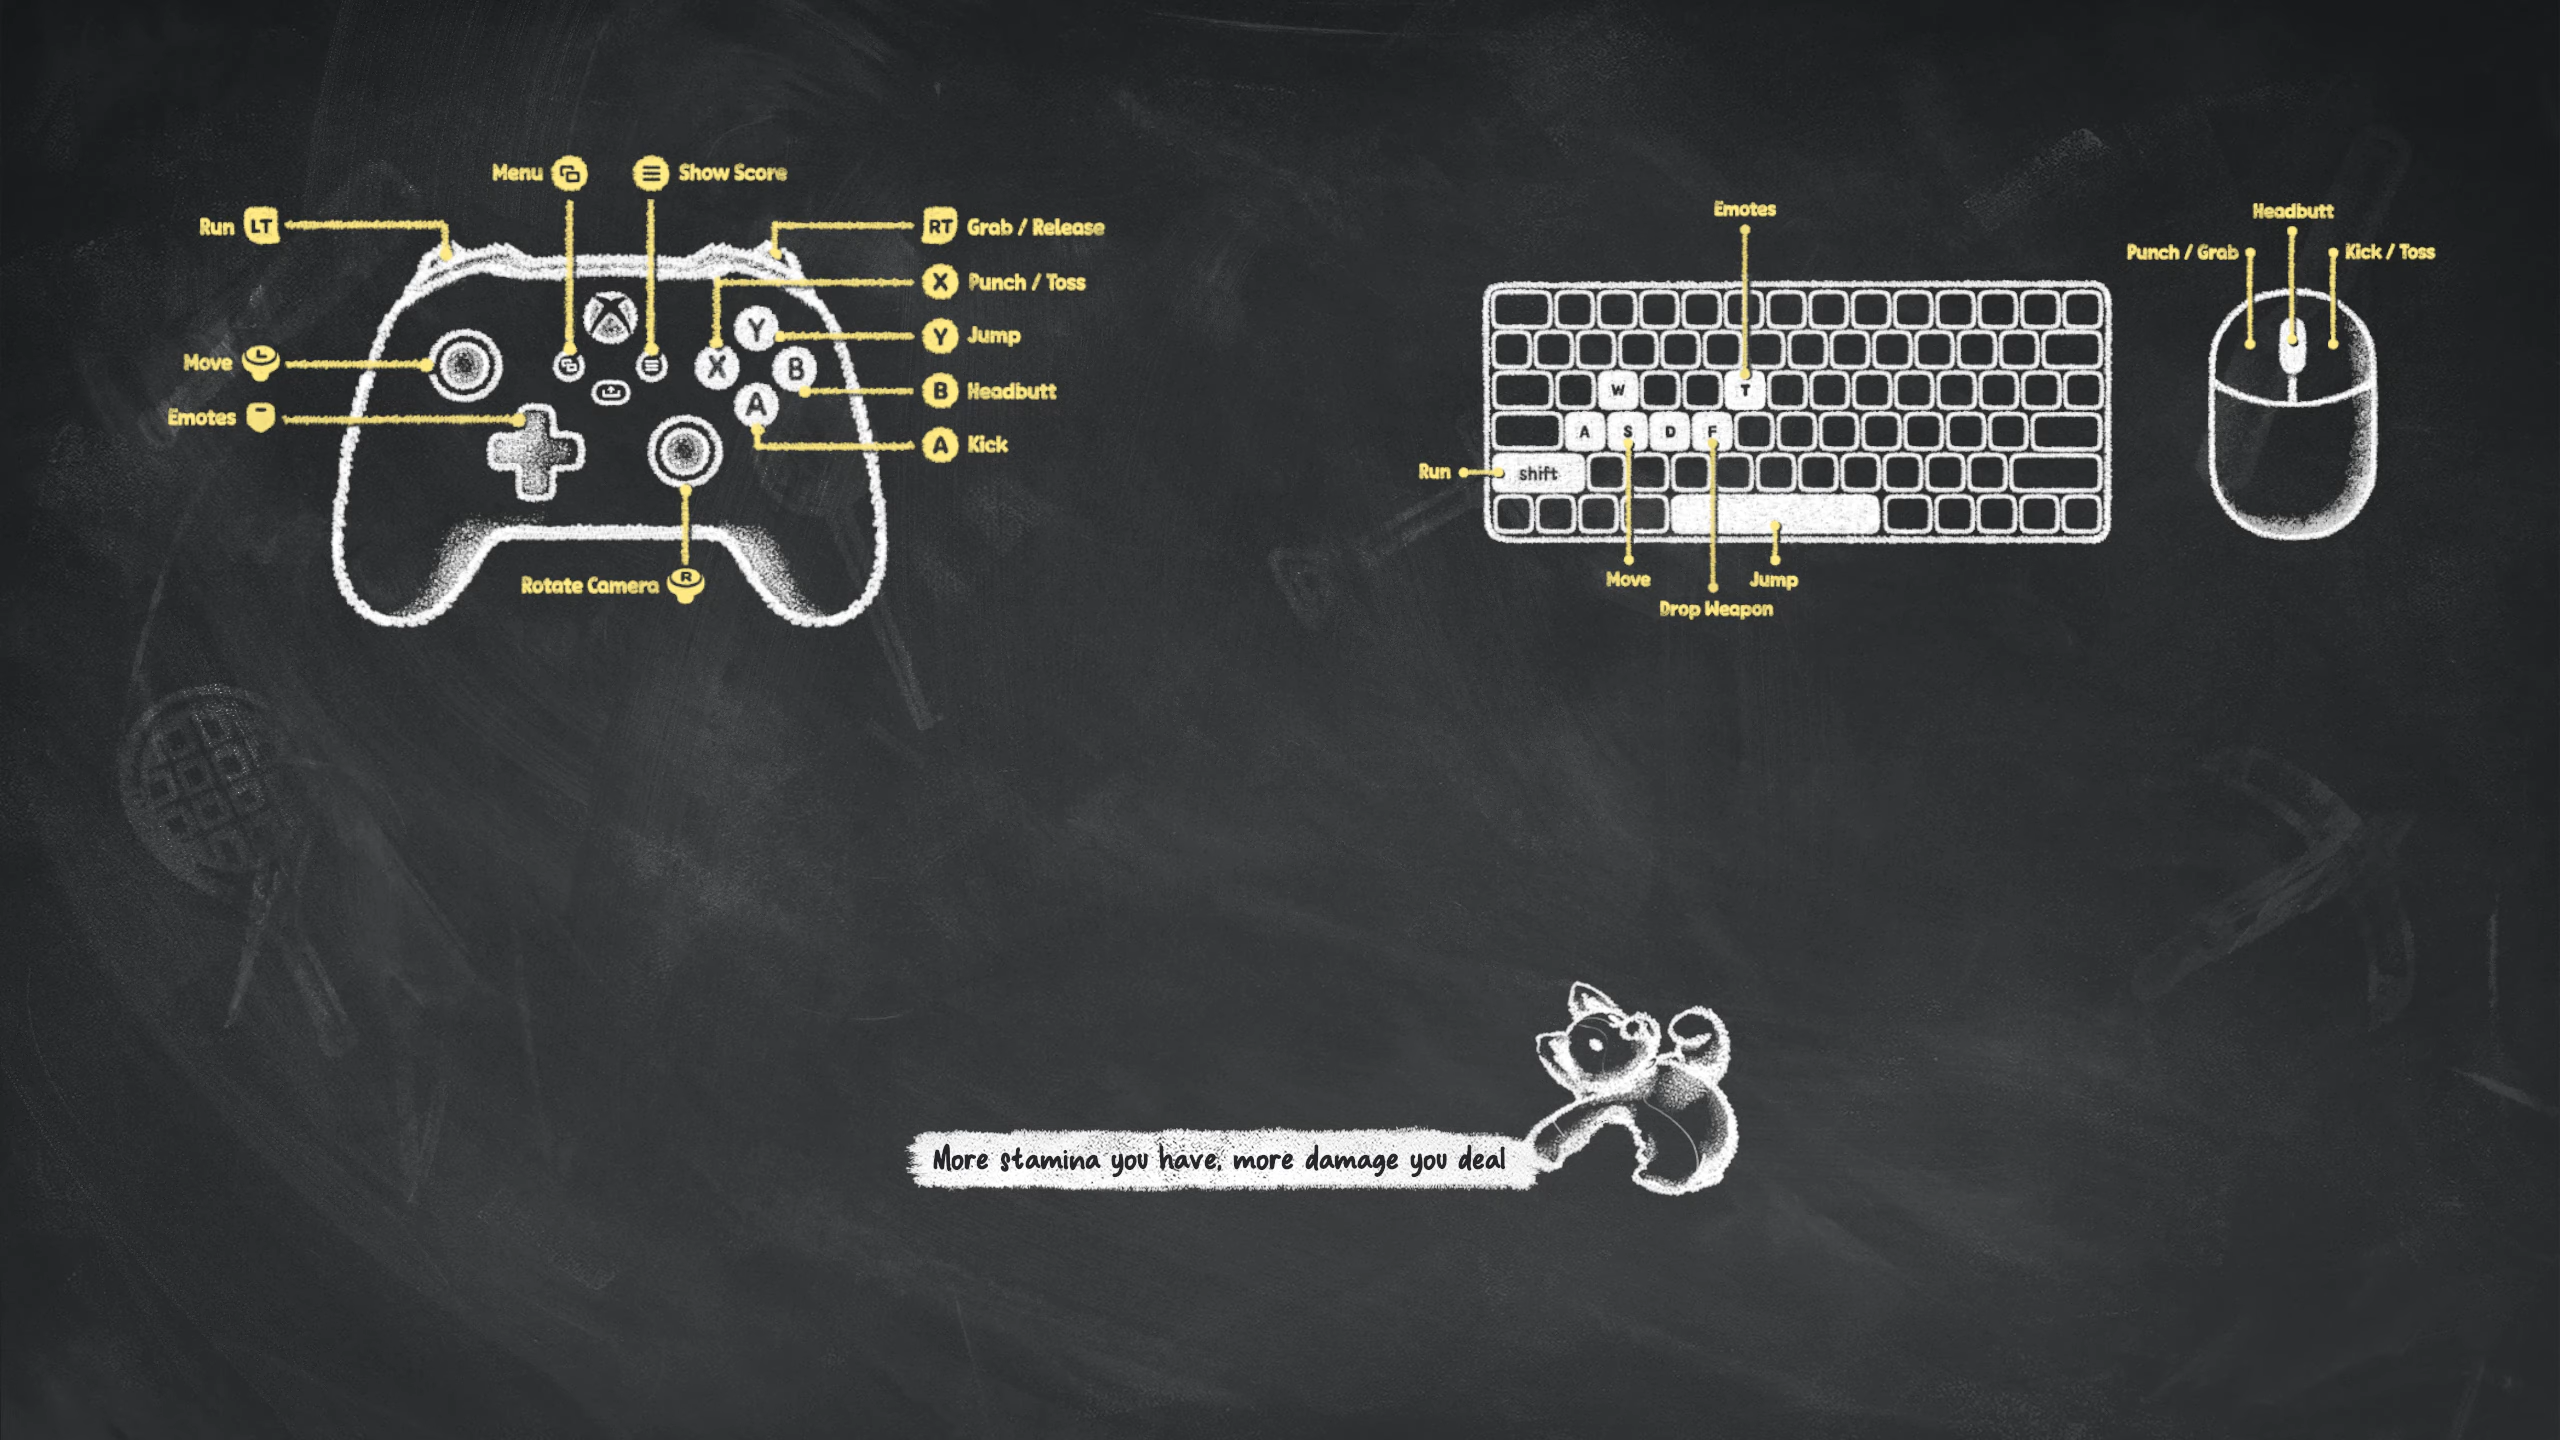 Menu
Show Score
Run LT
RT Grab / Release
X Punch / Toss
Y Jump
Move L
B Headbutt
Emotes
A Kick
Y
X
B
A
Rotate Camera R
Emotes
Headbutt
Punch / Grab
Kick / Toss
W
T
A
S
D
F
Run
shift
Move
Jump
Drop Weapon
More stamina you have, more damage you deal